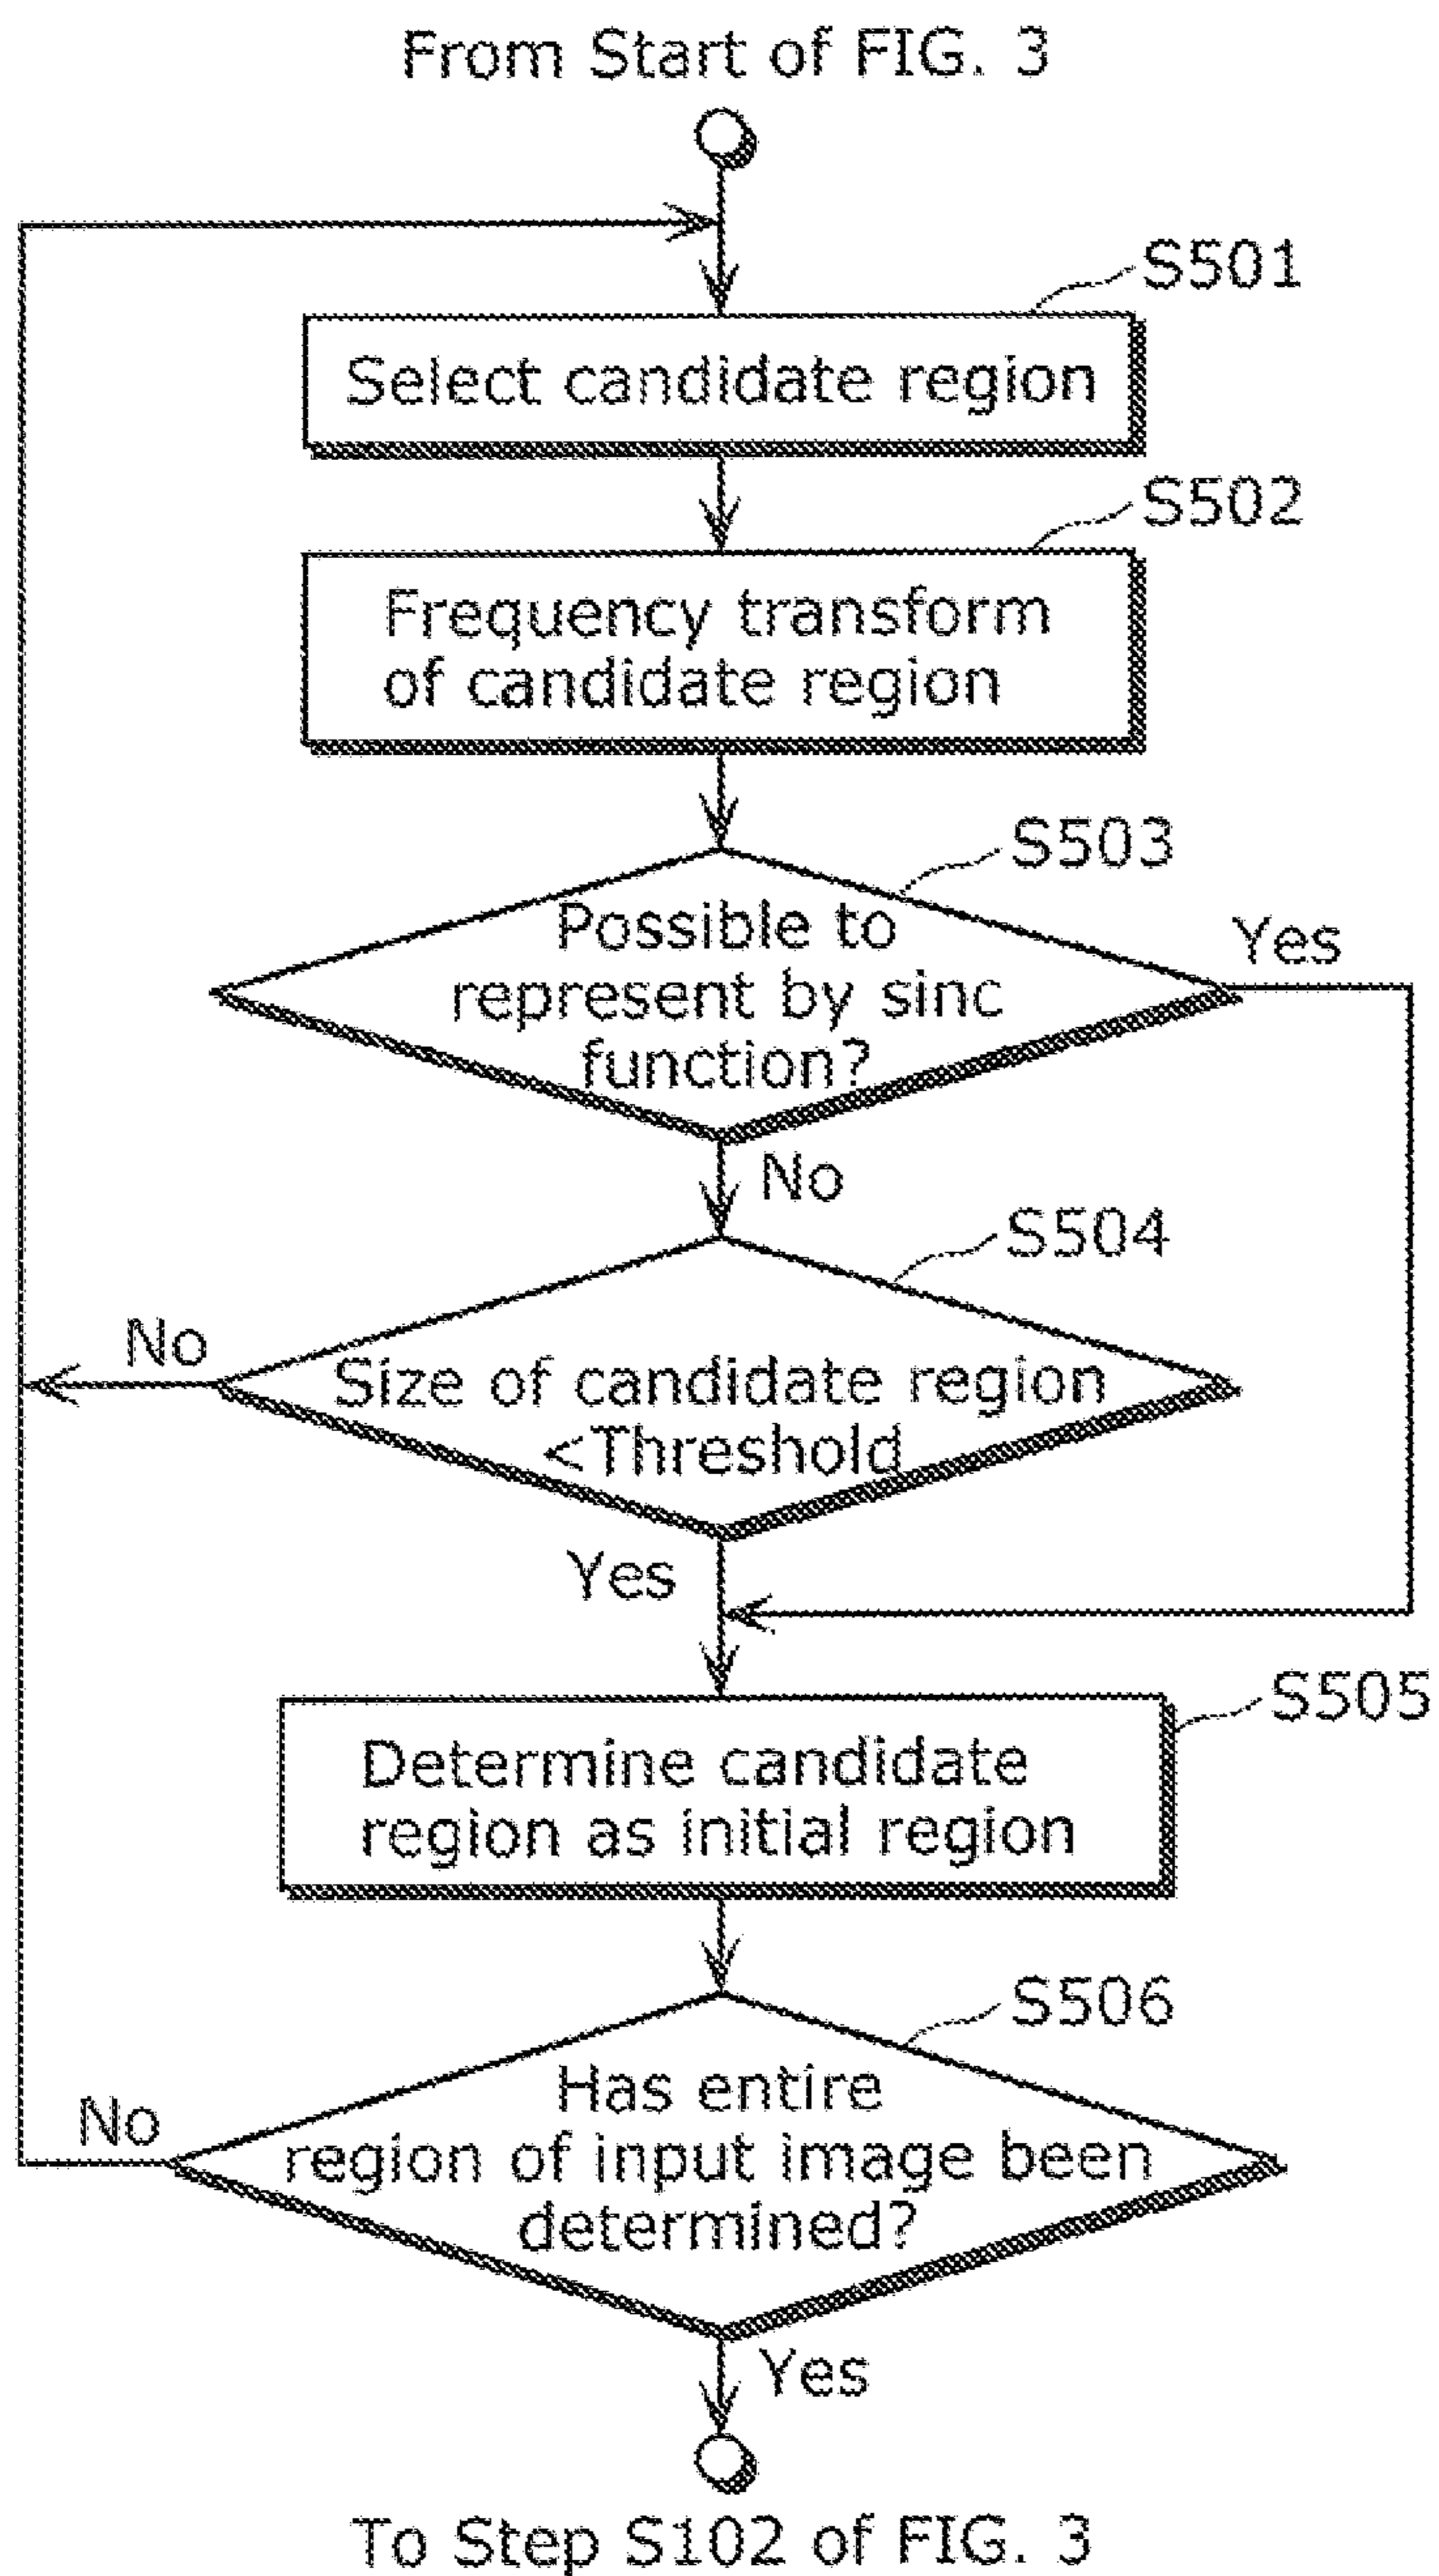 From Start of FIG. 3
S501
Select candidate region
S502
Frequency transform
of candidate region
S503
Possible to
represent by sinc
function?
Yes
No
S504
No
Size of candidate region
<Threshold
Yes
S505
Determine candidate
region as initial region
S506
Has entire
region of input image been
determined?
No
Yes
To Step S102 of FIG. 3